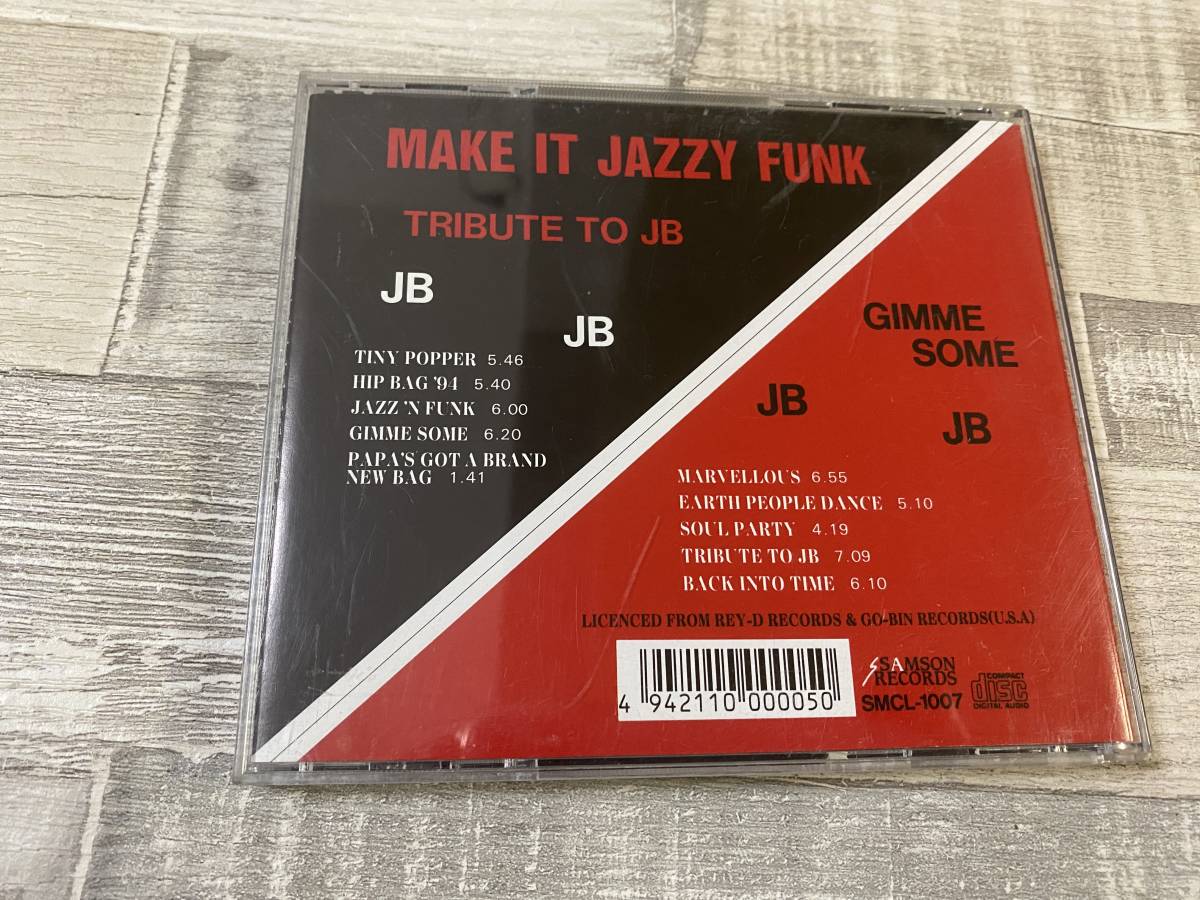 MAKE IT JAZZY FUNK
TRIBUTE TO JB
JB
JB
TINY POPPER 5.46
HIP BAG '94 5.40
JAZZ 'N FUNK 6.00
GIMME SOME 6.20
PAPA'S GOT A BRAND
NEW BAG 1.41
GIMME
SOME
JB
JB
MARVELLOUS 6.55
EARTH PEOPLE DANCE 5.10
SOUL PARTY 4.19
TRIBUTE TO JB 7.09
BACK INTO TIME 6.10
LICENCED FROM REY-D RECORDS & GO-BIN RECORDS(U.S.A)
4 942110 000050
SAMSON
RECORDS
SMCL-1007
COMPACT
disc
DIGITAL AUDIO